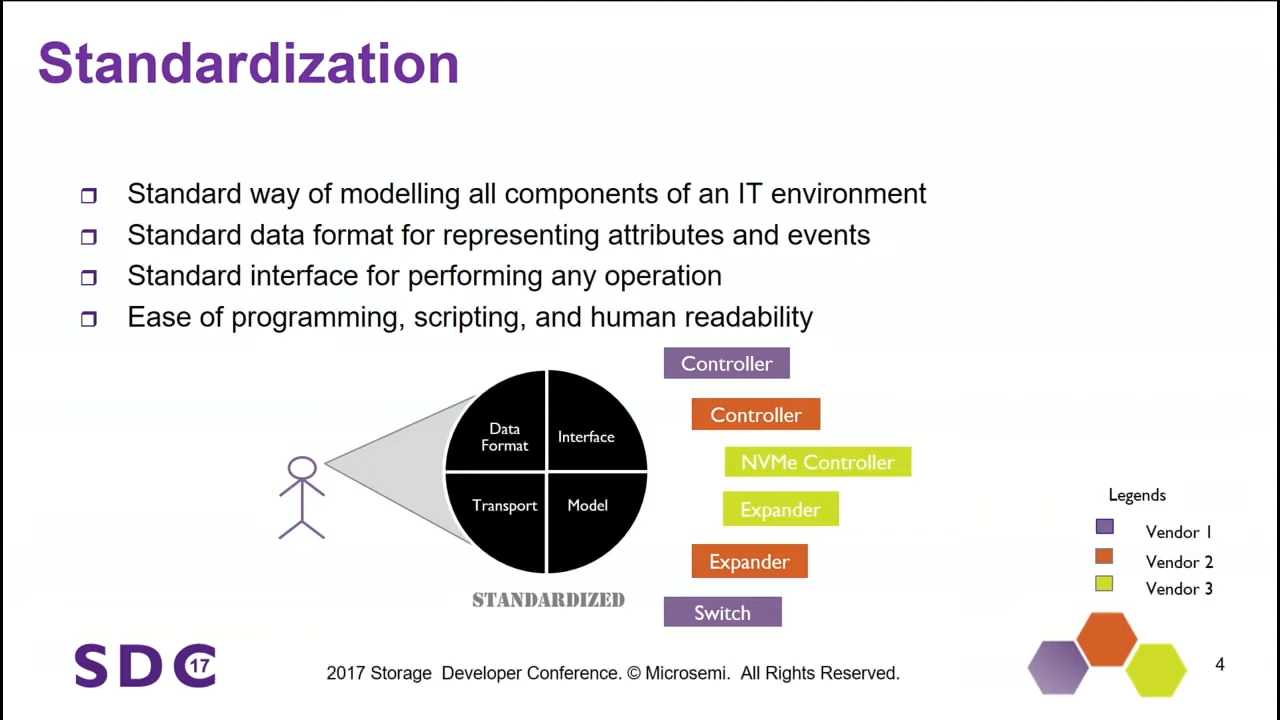 Standardization
Standard way of modelling all components of an IT environment
Standard data format for representing attributes and events
Standard interface for performing any operation
Ease of programming, scripting, and human readability
Controller
Controller
NVMe Controller
Expander
Expander
Switch
Data
Format
Interface
Transport
Model
STANDARDIZED
Legends
Vendor 1
Vendor 2
Vendor 3
SDC 17
2017 Storage Developer Conference. © Microsemi. All Rights Reserved.
4